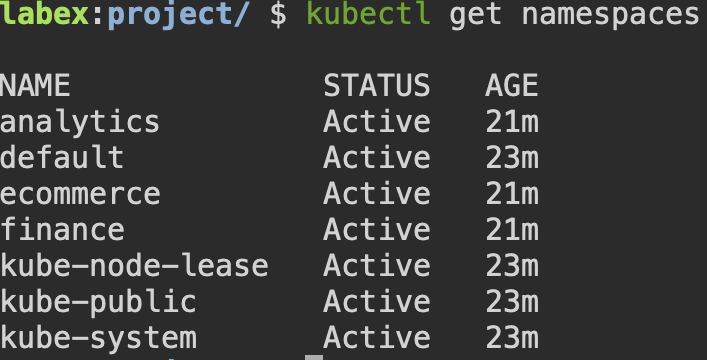 labex:project/ $ kubectl get namespaces
NAME STATUS AGE
analytics Active 21m
default Active 23m
ecommerce Active 21m
finance Active 21m
kube-node-lease Active 23m
kube-public Active 23m
kube-system Active 23m